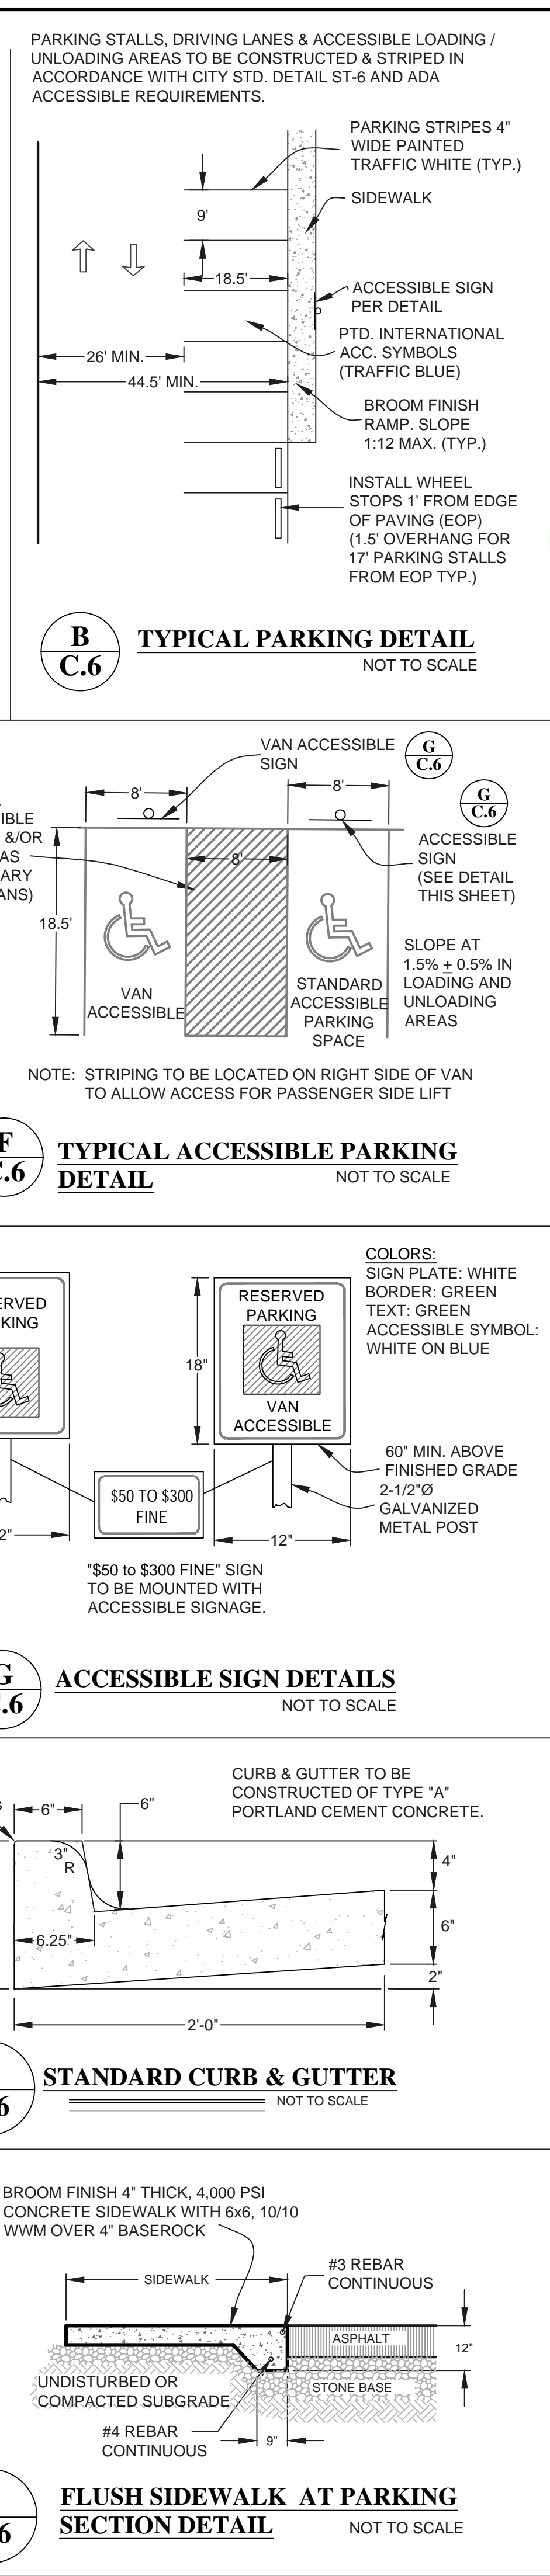 PARKING STALLS, DRIVING LANES & ACCESSIBLE LOADING /
UNLOADING AREAS TO BE CONSTRUCTED & STRIPED IN
ACCORDANCE WITH CITY STD. DETAIL ST-6 AND ADA
ACCESSIBLE REQUIREMENTS.
PARKING STRIPES 4"
WIDE PAINTED
TRAFFIC WHITE (TYP.)
SIDEWALK
9'
18.5'
ACCESSIBLE SIGN
PER DETAIL
PTD. INTERNATIONAL
ACC. SYMBOLS
(TRAFFIC BLUE)
26' MIN.
44.5' MIN.
BROOM FINISH
RAMP. SLOPE
1:12 MAX. (TYP.)
INSTALL WHEEL
STOPS 1' FROM EDGE
OF PAVING (EOP)
(1.5' OVERHANG FOR
17' PARKING STALLS
FROM EOP TYP.)
B
C.6
TYPICAL PARKING DETAIL
NOT TO SCALE
VAN ACCESSIBLE
SIGN
G
C.6
8'
8'
G
C.6
IBLE
&/OR
AS
ARY
ANS)
8'
ACCESSIBLE
SIGN
(SEE DETAIL
THIS SHEET)
18.5'
SLOPE AT
1.5% ± 0.5% IN
LOADING AND
UNLOADING
AREAS
VAN
ACCESSIBLE
STANDARD
ACCESSIBLE
PARKING
SPACE
NOTE: STRIPING TO BE LOCATED ON RIGHT SIDE OF VAN
TO ALLOW ACCESS FOR PASSENGER SIDE LIFT
F
C.6
TYPICAL ACCESSIBLE PARKING
DETAIL
NOT TO SCALE
COLORS:
SIGN PLATE: WHITE
BORDER: GREEN
TEXT: GREEN
ACCESSIBLE SYMBOL:
WHITE ON BLUE
ERVED
KING
RESERVED
PARKING
18"
VAN
ACCESSIBLE
60" MIN. ABOVE
FINISHED GRADE
2-1/2"Ø
GALVANIZED
METAL POST
$50 TO $300
FINE
2"
12"
"$50 to $300 FINE" SIGN
TO BE MOUNTED WITH
ACCESSIBLE SIGNAGE.
G
.6
ACCESSIBLE SIGN DETAILS
NOT TO SCALE
CURB & GUTTER TO BE
CONSTRUCTED OF TYPE "A"
PORTLAND CEMENT CONCRETE.
6"
6"
3"
R
4"
6.25"
6"
2"
2'-0"
6
STANDARD CURB & GUTTER
NOT TO SCALE
BROOM FINISH 4" THICK, 4,000 PSI
CONCRETE SIDEWALK WITH 6x6, 10/10
WWM OVER 4" BASEROCK
#3 REBAR
CONTINUOUS
SIDEWALK
ASPHALT
12"
UNDISTURBED OR
COMPACTED SUBGRADE
STONE BASE
#4 REBAR
CONTINUOUS
9"
6
FLUSH SIDEWALK AT PARKING
SECTION DETAIL
NOT TO SCALE